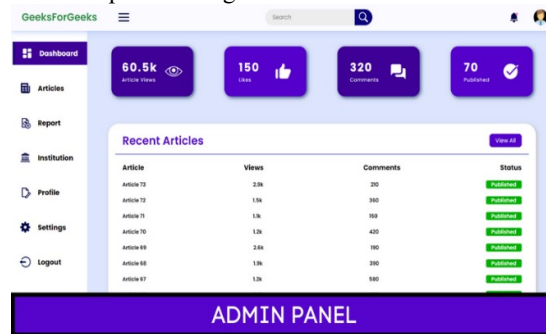 GeeksForGeeks
Search
Dashboard
Articles
Report
Institution
Profile
Settings
Logout
60.5k
Article Views
150
Likes
320
Comments
70
Published
Recent Articles
View All
Article Views Comments Status
Article 73 2.9k 210 Published
Article 72 1.5k 360 Published
Article 71 1.1k 150 Published
Article 70 1.2k 420 Published
Article 69 2.6k 190 Published
Article 68 1.9k 390 Published
Article 67 1.2k 580 Published
ADMIN PANEL